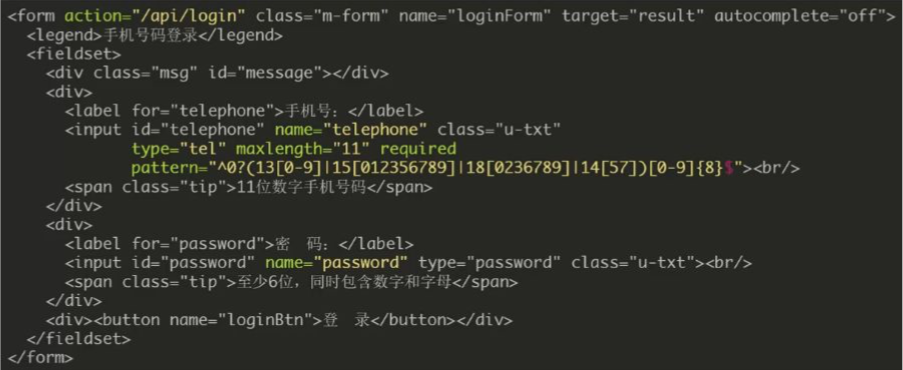 <form action="/api/login" class="m-form" name="loginForm" target="result" autocomplete="off">
  <legend>手机号码登录</legend>
  <fieldset>
    <div class="msg" id="message"></div>
    <div>
      <label for="telephone">手机号：</label>
      <input id="telephone" name="telephone" class="u-txt"
             type="tel" maxlength="11" required
             pattern="^0?(13[0-9]|15[012356789]|18[0236789]|14[57])[0-9]{8}$"><br/>
      <span class="tip">11位数字手机号码</span>
    </div>
    <div>
      <label for="password">密　码：</label>
      <input id="password" name="password" type="password" class="u-txt"><br/>
      <span class="tip">至少6位，同时包含数字和字母</span>
    </div>
    <div><button name="loginBtn">登　录</button></div>
  </fieldset>
</form>